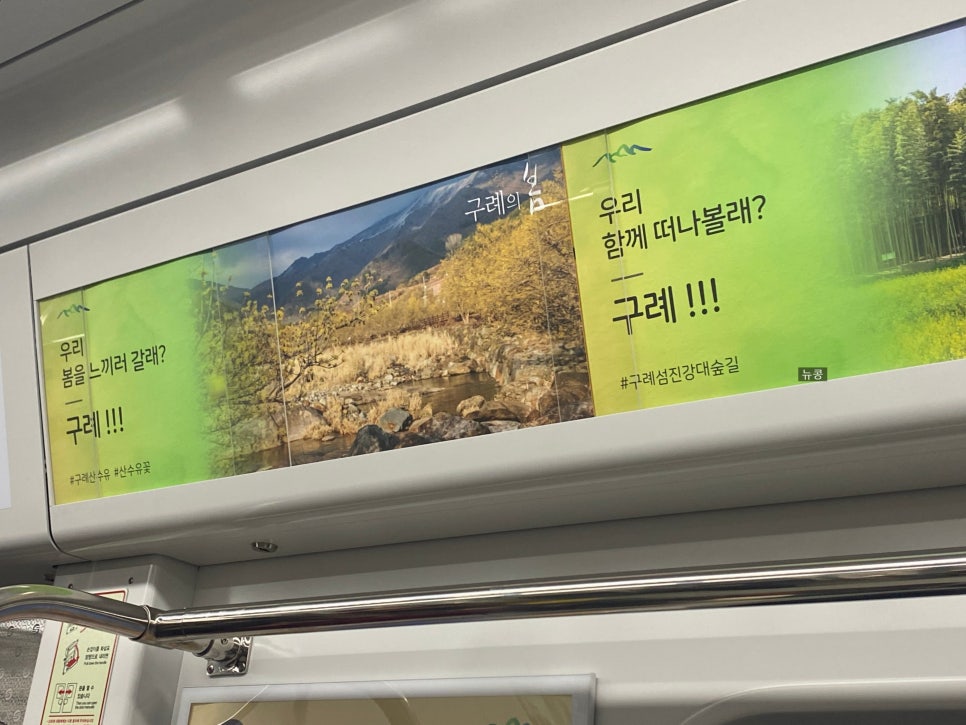 우리
봄을 느끼러 갈래?
구례 !!!
#구례산수유 #산수유꽃
구례의 봄
우리
함께 떠나볼래?
구례 !!!
#구례섬진강대숲길
뉴콩